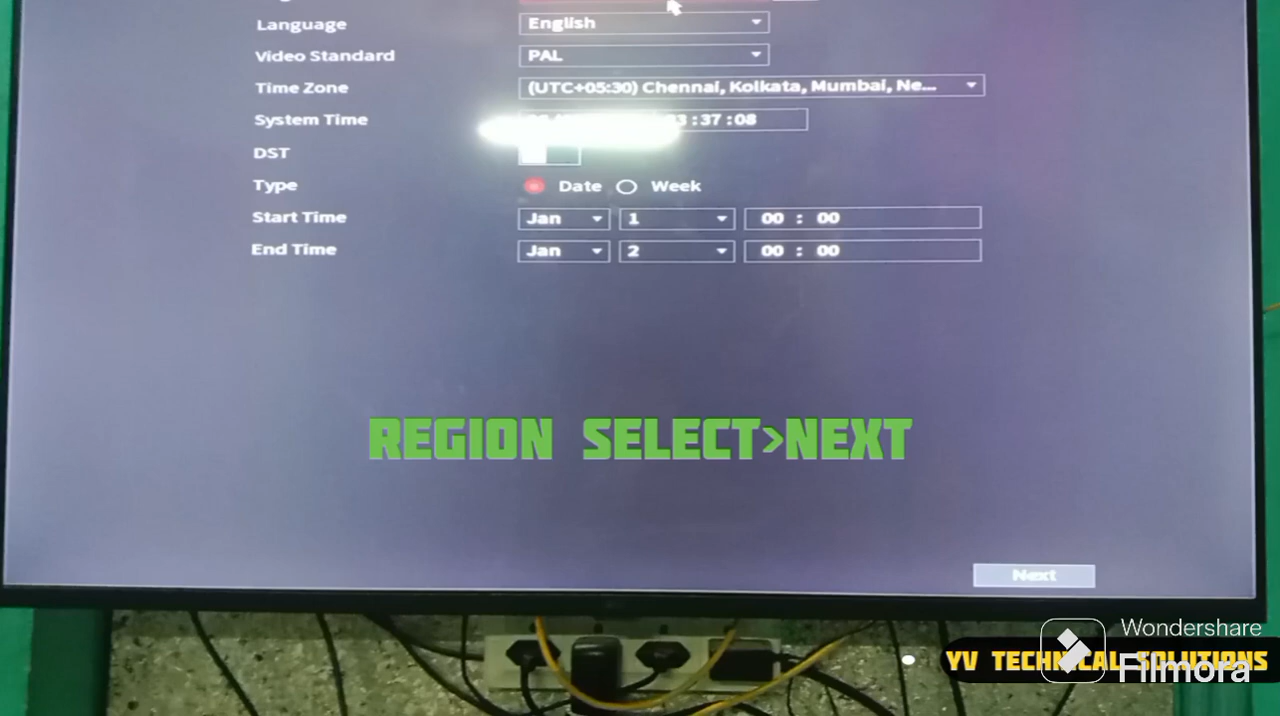 Language English
Video Standard PAL
Time Zone (UTC+05:30) Chennai, Kolkata, Mumbai, Ne...
System Time :37 :08
DST
Type Date Week
Start Time Jan 1 00 : 00
End Time Jan 2 00 : 00
REGION SELECT>NEXT
Next
Wondershare
Filmora
YV TECHNICAL SOLUTIONS